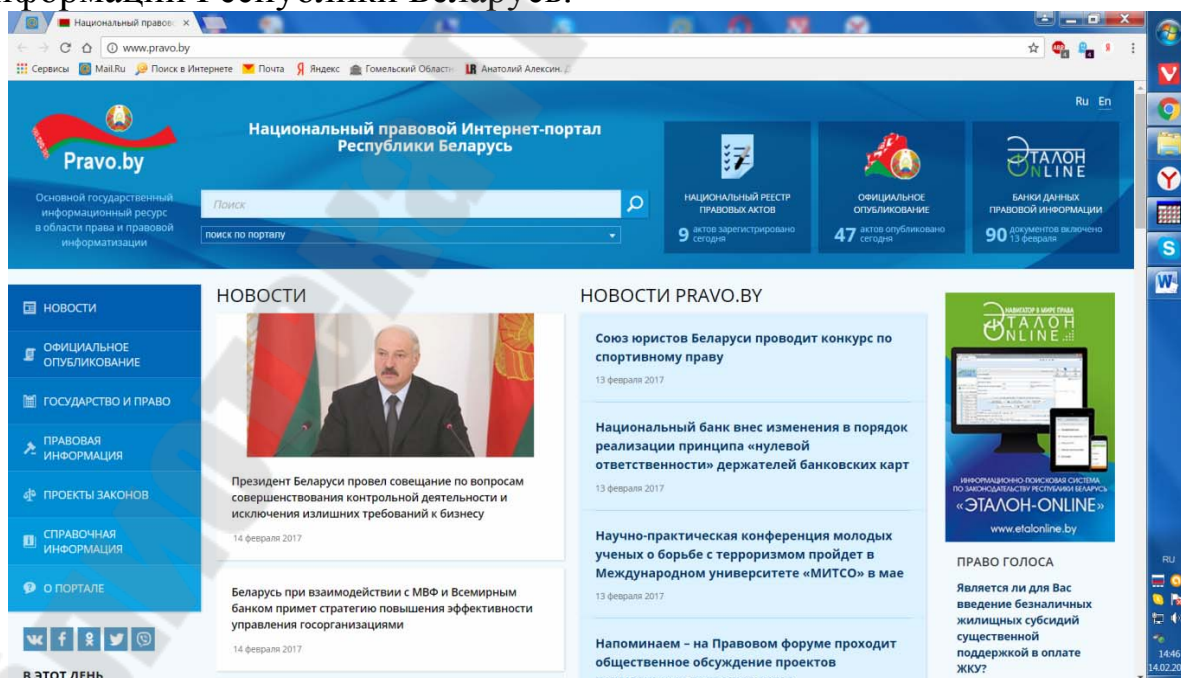 нформации Республики Беларусь.
Национальный правов
www.pravo.by
Сервисы
Mail.Ru
Поиск в Интернете
Почта
Яндекс
Гомельский Област
Анатолий Алексин.
Ru En
Pravo.by
Основной государственный
информационный ресурс
в области права и правовой
информатизации
Национальный правовой Интернет-портал
Республики Беларусь
Поиск
поиск по порталу
НАЦИОНАЛЬНЫЙ РЕЕСТР
ПРАВОВЫХ АКТОВ
9 актов зарегистрировано
сегодня
ОФИЦИАЛЬНОЕ
ОПУБЛИКОВАНИЕ
47 актов опубликовано
сегодня
ЭТАЛОН
ONLINE
БАНКИ ДАННЫХ
ПРАВОВОЙ ИНФОРМАЦИИ
90 документов включено
13 февраля
НОВОСТИ
ОФИЦИАЛЬНОЕ
ОПУБЛИКОВАНИЕ
ГОСУДАРСТВО И ПРАВО
ПРАВОВАЯ
ИНФОРМАЦИЯ
ПРОЕКТЫ ЗАКОНОВ
СПРАВОЧНАЯ
ИНФОРМАЦИЯ
О ПОРТАЛЕ
В ЭТОТ ДЕНЬ
НОВОСТИ
Президент Беларуси провел совещание по вопросам
совершенствования контрольной деятельности и
исключения излишних требований к бизнесу
14 февраля 2017
Беларусь при взаимодействии с МВФ и Всемирным
банком примет стратегию повышения эффективности
управления госорганизациями
14 февраля 2017
НОВОСТИ PRAVO.BY
Союз юристов Беларуси проводит конкурс по
спортивному праву
13 февраля 2017
Национальный банк внес изменения в порядок
реализации принципа «нулевой
ответственности» держателей банковских карт
13 февраля 2017
Научно-практическая конференция молодых
ученых о борьбе с терроризмом пройдет в
Международном университете «МИТСО» в мае
13 февраля 2017
Напоминаем – на Правовом форуме проходит
общественное обсуждение проектов
НАВИГАТОР В МИРЕ ПРАВА
ЭТАЛОН
ONLINE
ИНФОРМАЦИОННО-ПОИСКОВАЯ СИСТЕМА
ПО ЗАКОНОДАТЕЛЬСТВУ РЕСПУБЛИКИ БЕЛАРУСЬ
«ЭТАЛОН-ONLINE»
www.etalonline.by
ПРАВО ГОЛОСА
Является ли для Вас
введение безналичных
жилищных субсидий
существенной
поддержкой в оплате
ЖКУ?
RU
14:46
14.02.20